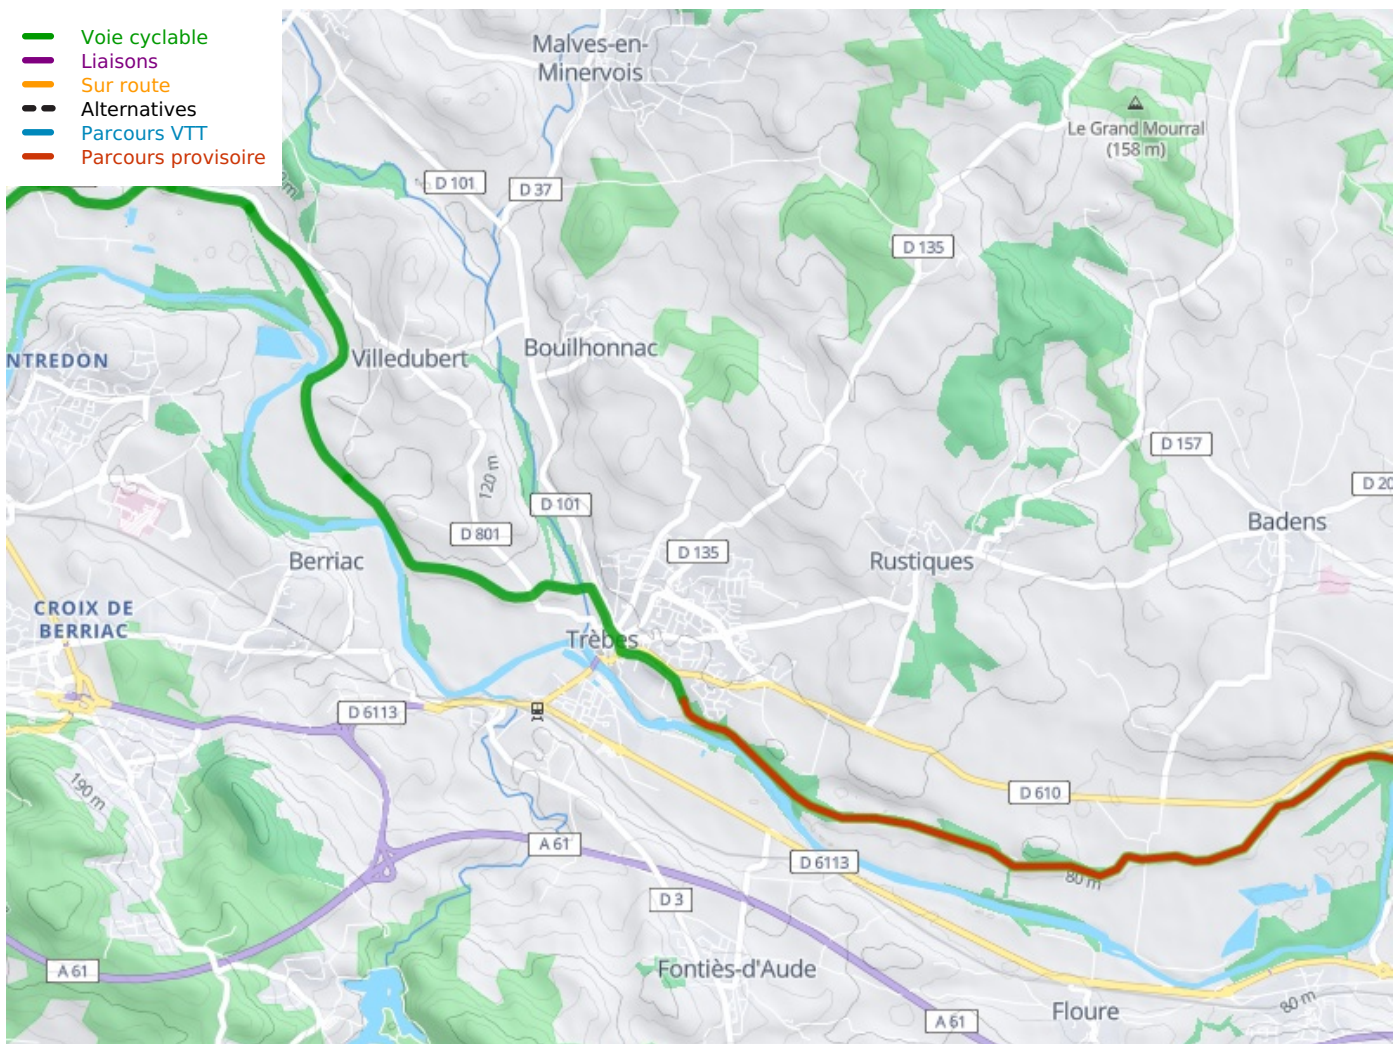 Voie cyclable
Liaisons
Sur route
Alternatives
Parcours VTT
Parcours provisoire
Malves-en-
Minervois
Le Grand Mourral
(158 m)
D 101
D 37
D 135
NTREDON
Villedubert
Bouilhonnac
D 157
120 m
D 20
D 101
Badens
D 801
D 135
Berriac
Rustiques
CROIX DE
BERRIAC
Trèbes
D 6113
190 m
D 610
A 61
D 6113
80 m
D 3
A 61
Fontiès-d'Aude
80 m
Floure
A 61